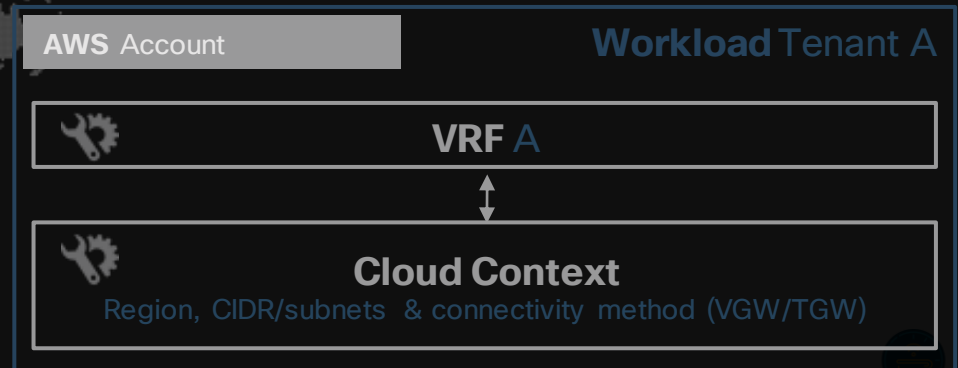 AWS Account
Workload Tenant A
VRF A
Cloud Context
Region, CIDR/subnets & connectivity method (VGW/TGW)